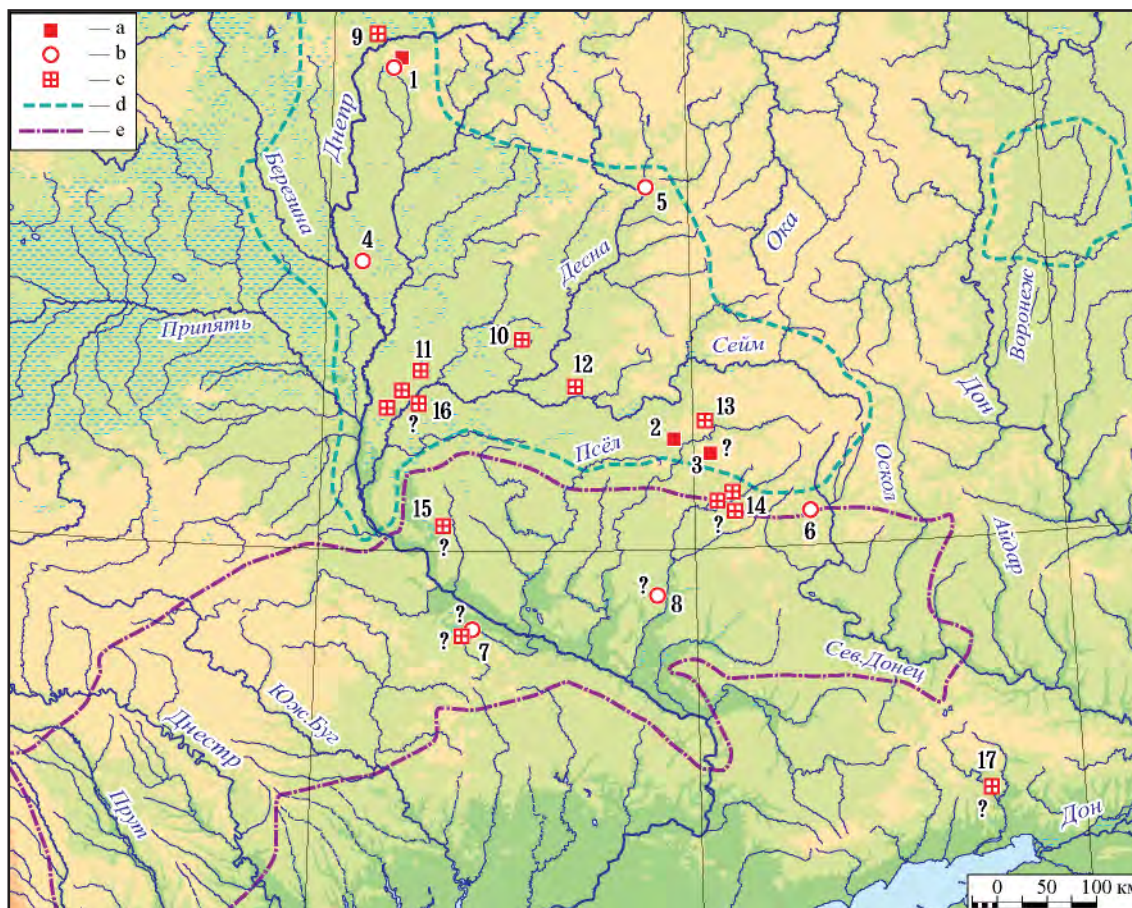 — a
— b
— c
— d
— e
9
1
Днепр
Березина
5
4
Десна
Ока
Воронеж
Припять
10
11
12
Сейм
Дон
13
16
?
2
Псёл
3
?
Оскол
14
?
6
15
?
Айдар
?
8
?
?
7
Сев.Донец
Юж.Буг
Днестр
Прут
17
?
Дон
0 50 100 км